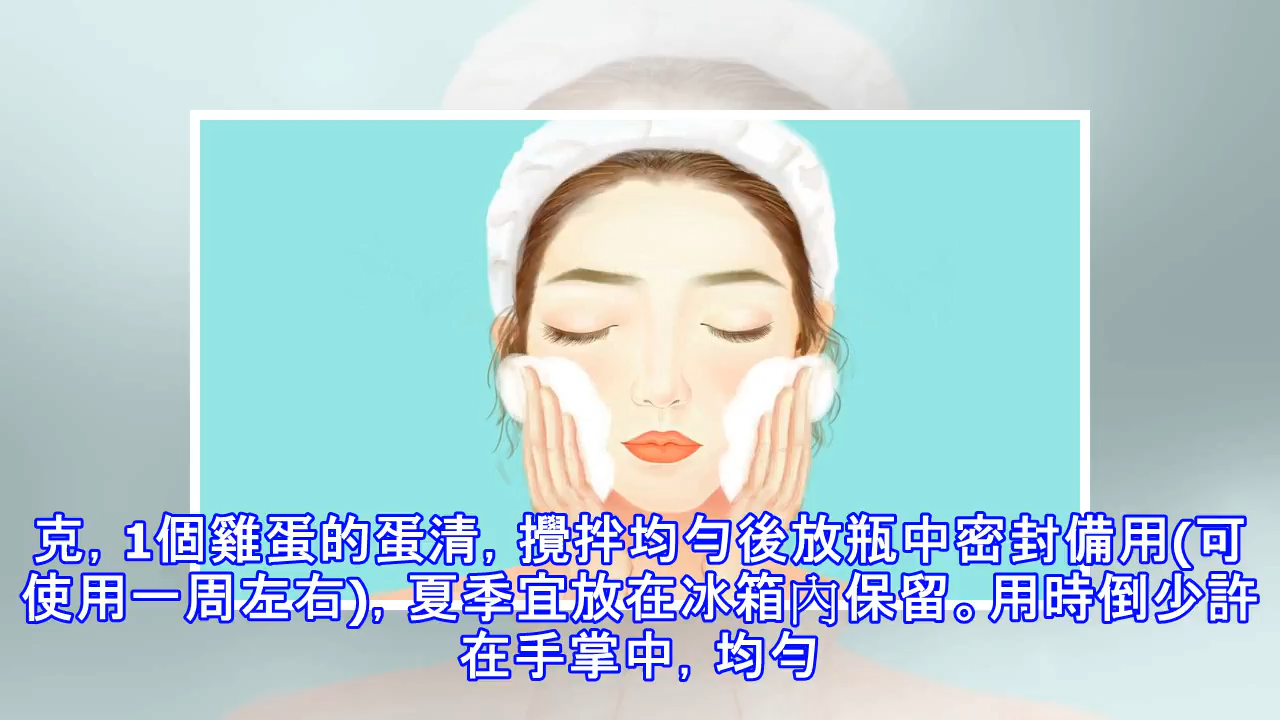 克, 1個雞蛋的蛋清, 攪拌均勻後放瓶中密封備用(可
使用一周左右), 夏季宜放在冰箱內保留。用時倒少許
在手掌中, 均勻